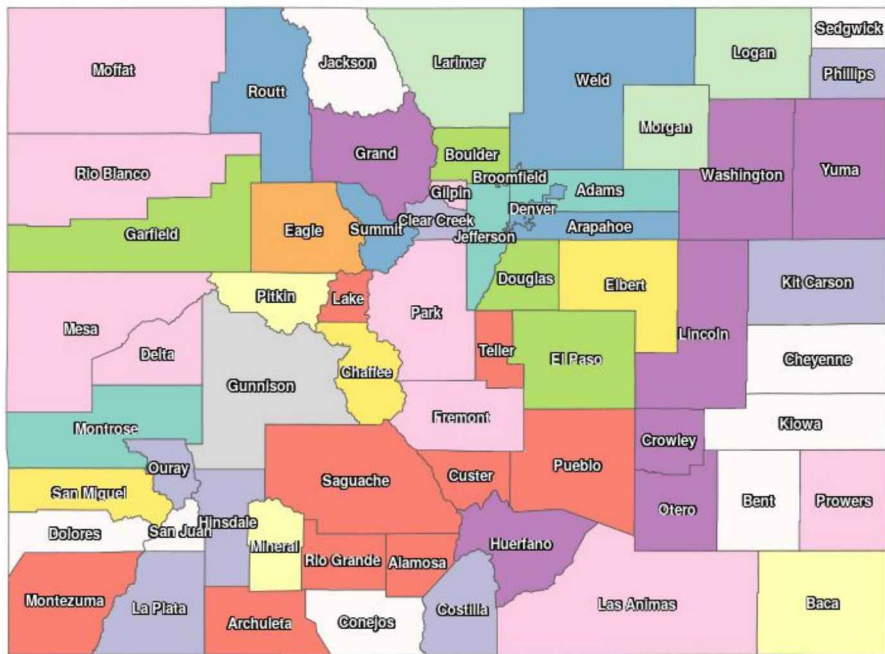 Sedgwick
Logan
Jackson
Larimer
Moffat
Phillips
Weld
Routt
Morgan
Grand
Boulder
Yuma
Washington
Rio Blanco
Broomfield
Adams
Gilpin
Denver
Clear Creek
Arapahoe
Eagle
Summit
Garfield
Jefferson
Douglas
Elbert
Kit Carson
Pitkin
Lake
Park
Mesa
Lincoln
Teller
Delta
El Paso
Cheyenne
Chaffee
Gunnison
Fremont
Kiowa
Montrose
Crowley
Ouray
Pueblo
Custer
Saguache
San Miguel
Bent
Prowers
Otero
Hinsdale
San Juan
Dolores
Huerfano
Mineral
Rio Grande
Alamosa
Montezuma
Baca
Las Animas
La Plata
Costilla
Conejos
Archuleta